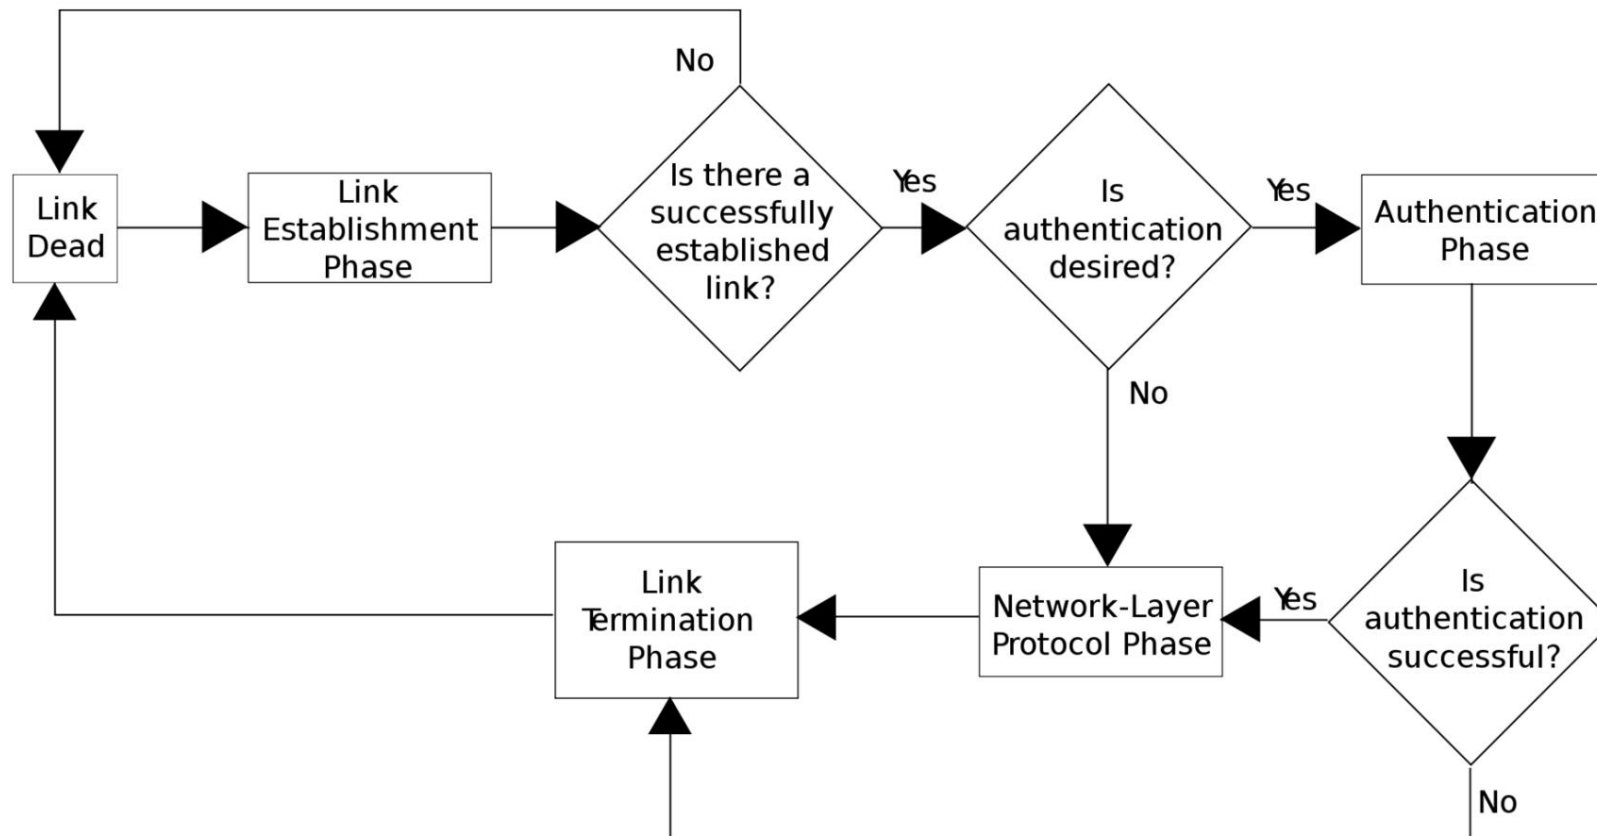 No
Link
Dead
Link
Establishment
Phase
Is there a
successfully
established
link?
Yes
Is
authentication
desired?
Yes
Authentication
Phase
No
Link
Termination
Phase
Network-Layer
Protocol Phase
Yes
Is
authentication
successful?
No